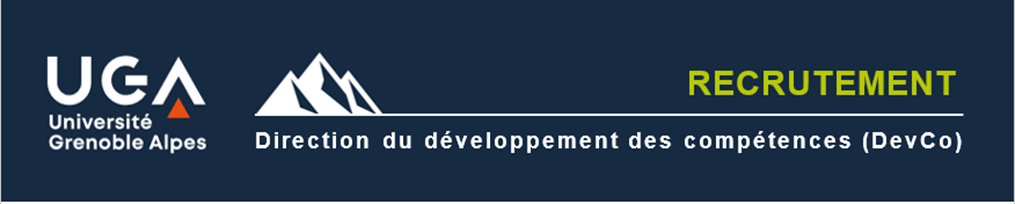 UGA
Université
Grenoble Alpes
RECRUTEMENT
Direction du développement des compétences (DevCo)